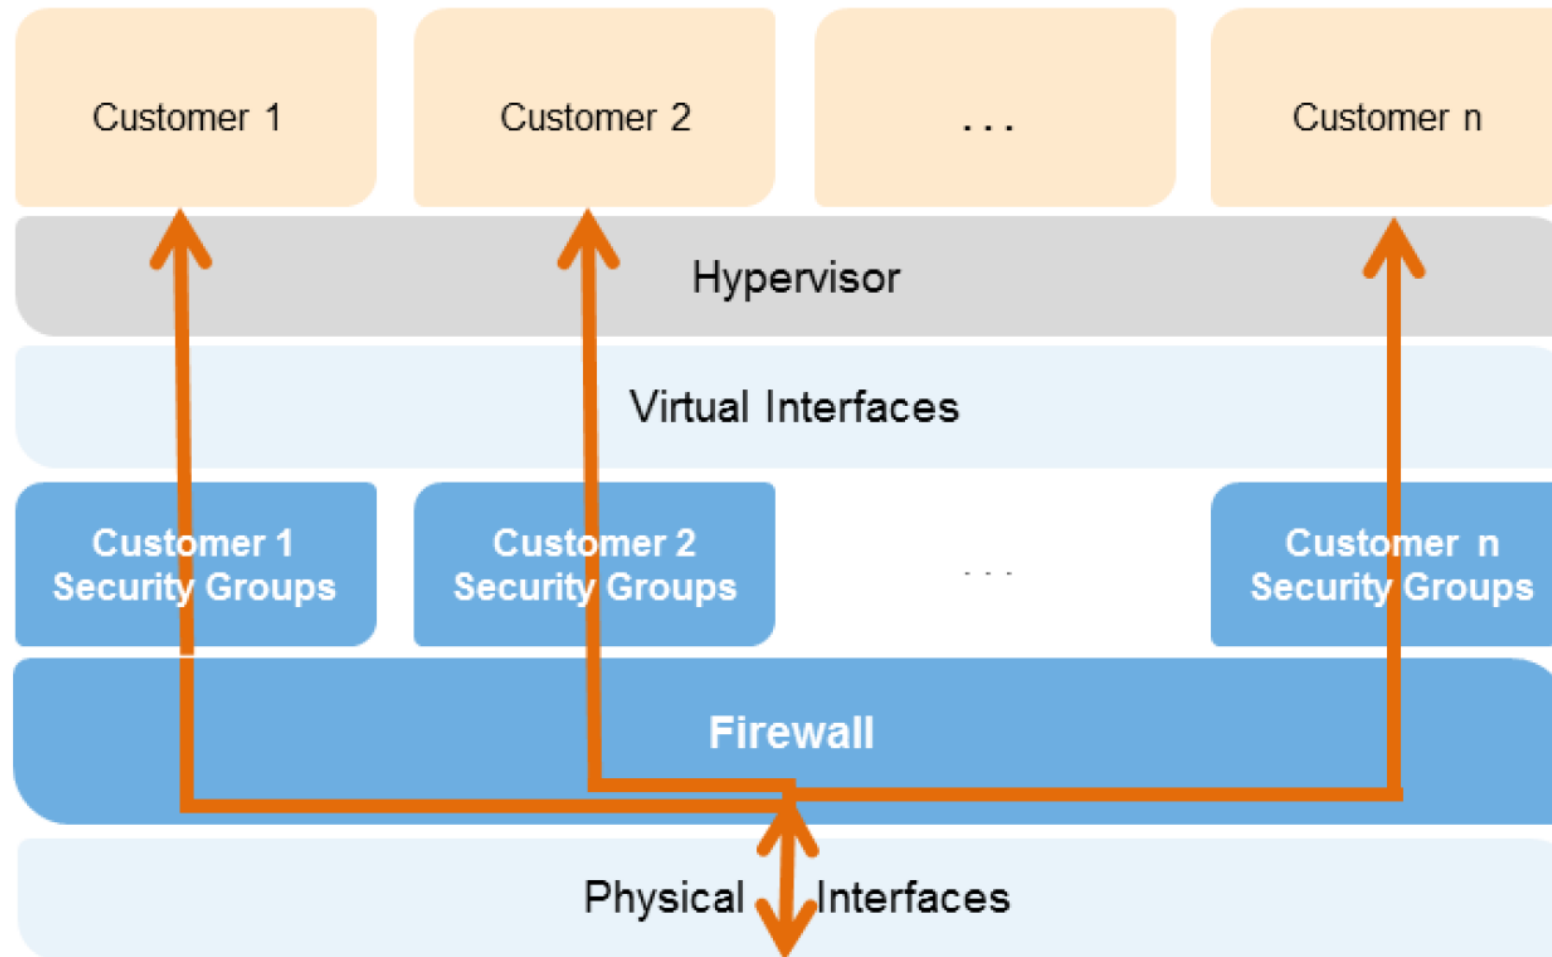 Customer 1
Customer 2
...
Customer n
Hypervisor
Virtual Interfaces
Customer 1
Security Groups
Customer 2
Security Groups
...
Customer n
Security Groups
Firewall
Physical Interfaces